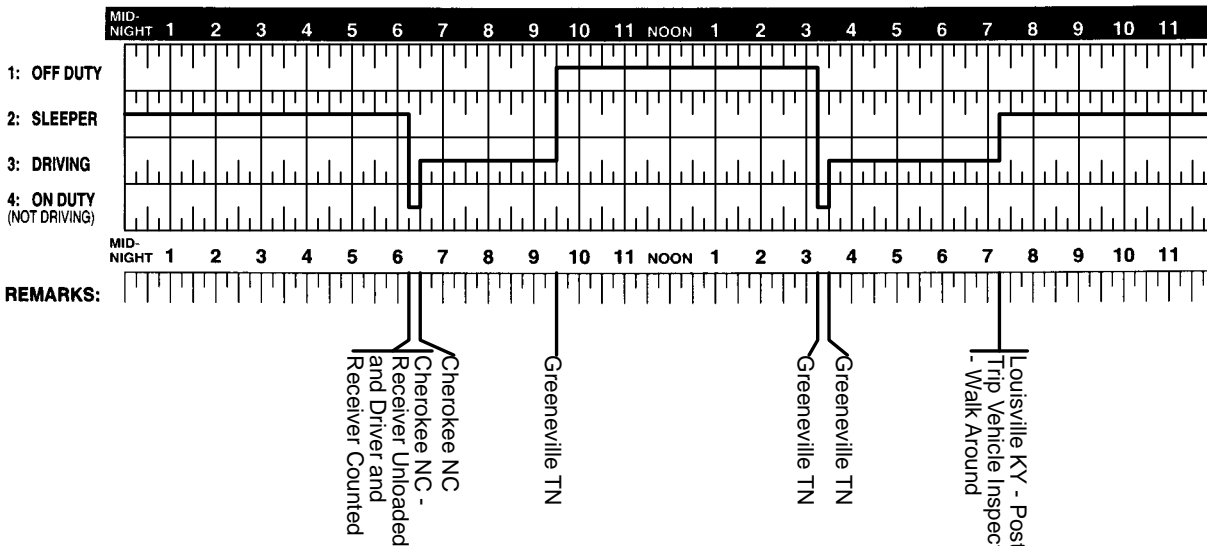 MID-
NIGHT 1 2 3 4 5 6 7 8 9 10 11 NOON 1 2 3 4 5 6 7 8 9 10 11
1: OFF DUTY
2: SLEEPER
3: DRIVING
4: ON DUTY
(NOT DRIVING)
MID-
NIGHT 1 2 3 4 5 6 7 8 9 10 11 NOON 1 2 3 4 5 6 7 8 9 10 11
REMARKS:
Cherokee NC -
Receiver Unloaded
and Driver and
Receiver Counted
Cherokee NC
Greeneville TN
Greeneville TN
Greeneville TN
Louisville KY - Post
Trip Vehicle Inspec
- Walk Around